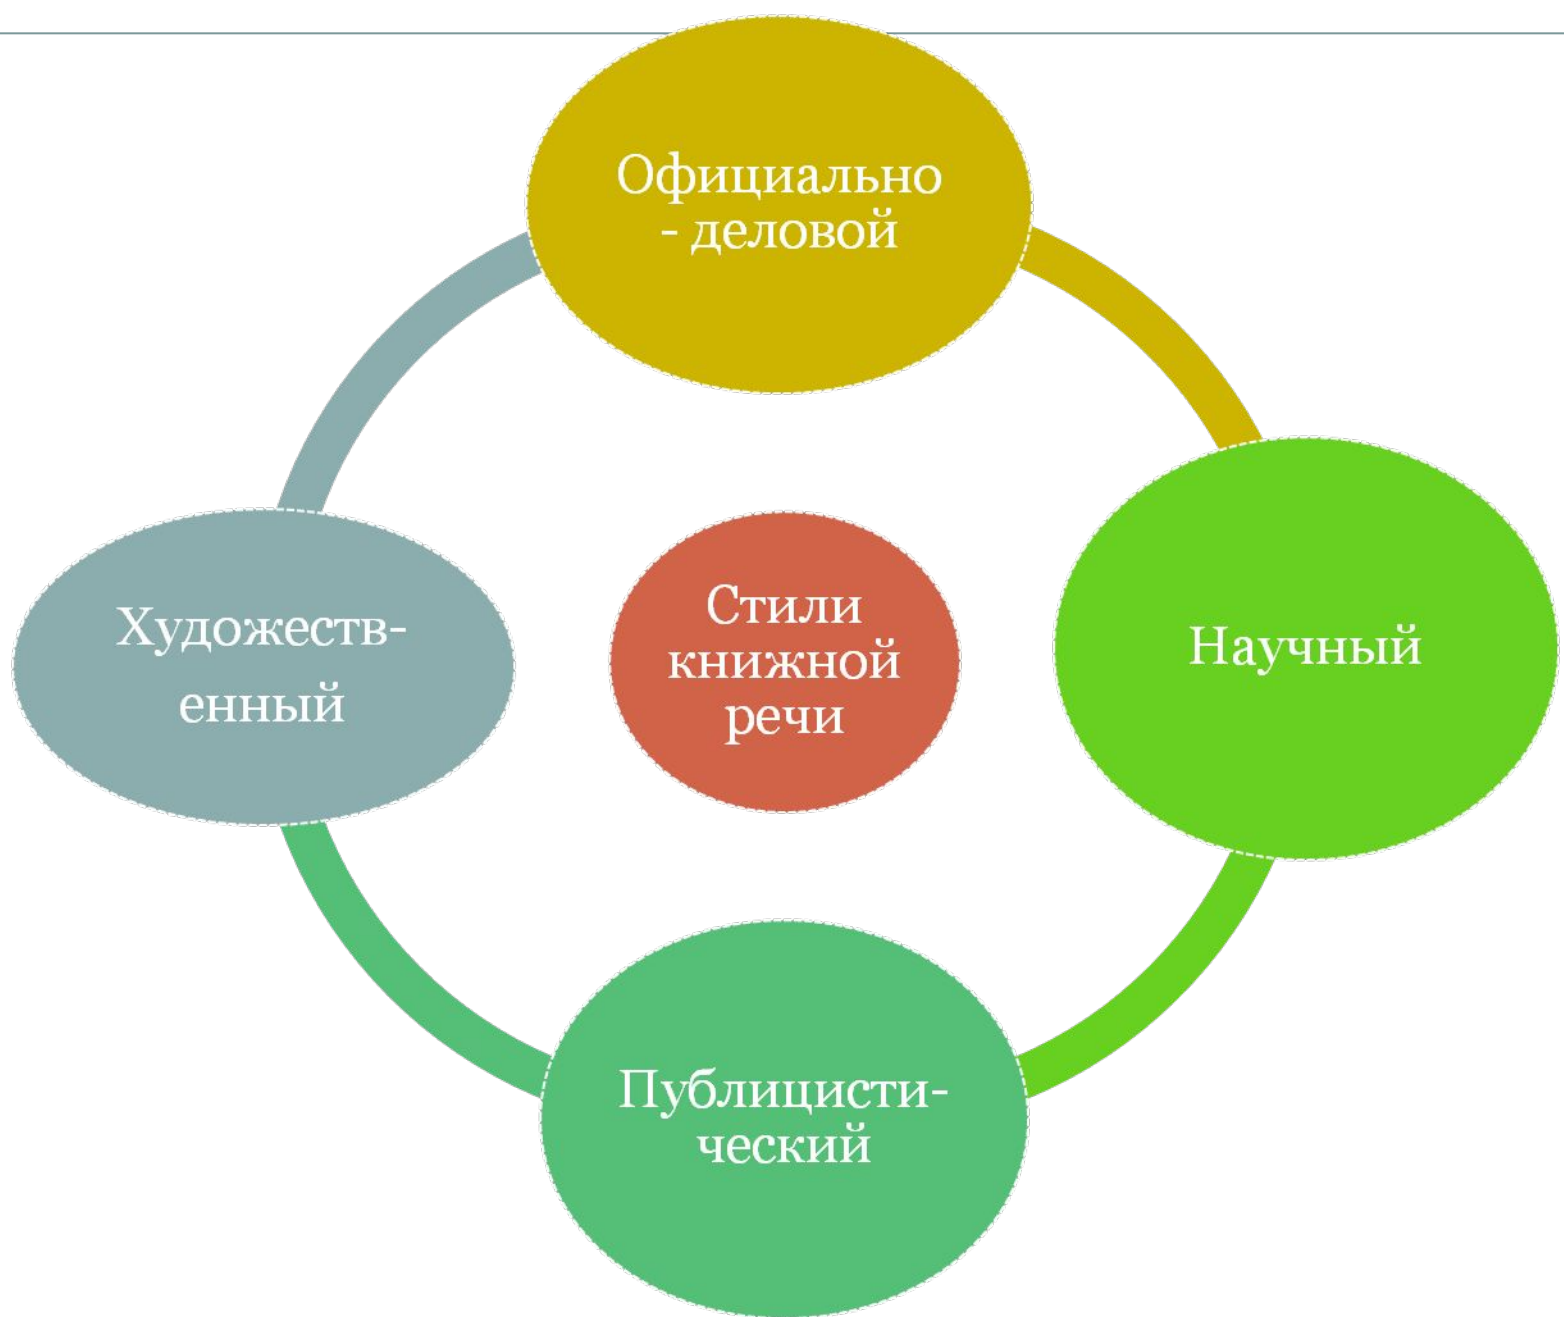 Официально
- деловой
Художеств-
енный
Стили
книжной
речи
Научный
Публицисти-
ческий